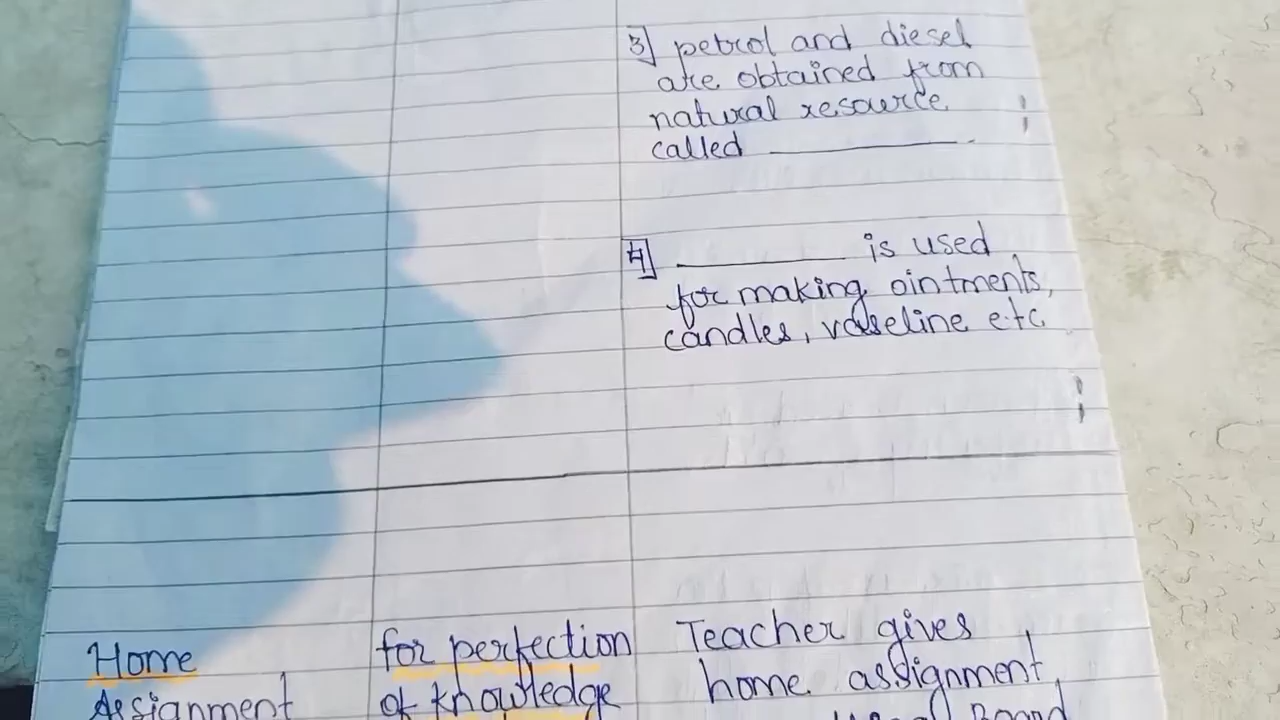 3] petrol and diesel
are obtained from
natural resource
called ________.
4] ________ is used
for making ointments,
candles, vaseline etc.
Home
Assignment
for perfection
of knowledge
Teacher gives
home assignment,
Board